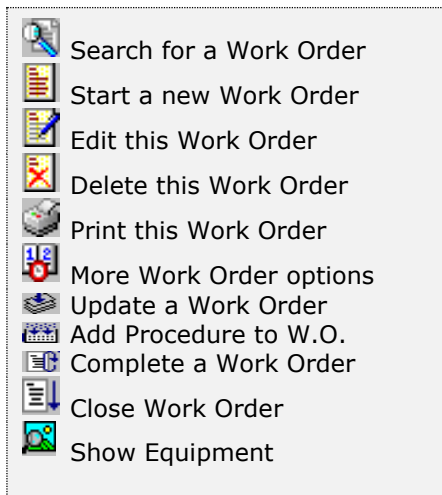 Search for a Work Order
Start a new Work Order
Edit this Work Order
Delete this Work Order
Print this Work Order
More Work Order options
Update a Work Order
Add Procedure to W.O.
Complete a Work Order
Close Work Order
Show Equipment